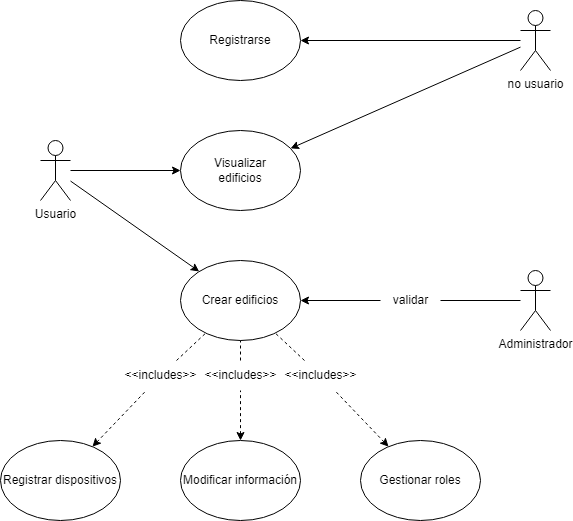 Registrarse
no usuario
Visualizar
edificios
Usuario
Crear edificios
validar
Administrador
<<includes>>
<<includes>>
<<includes>>
Registrar dispositivos
Modificar información
Gestionar roles